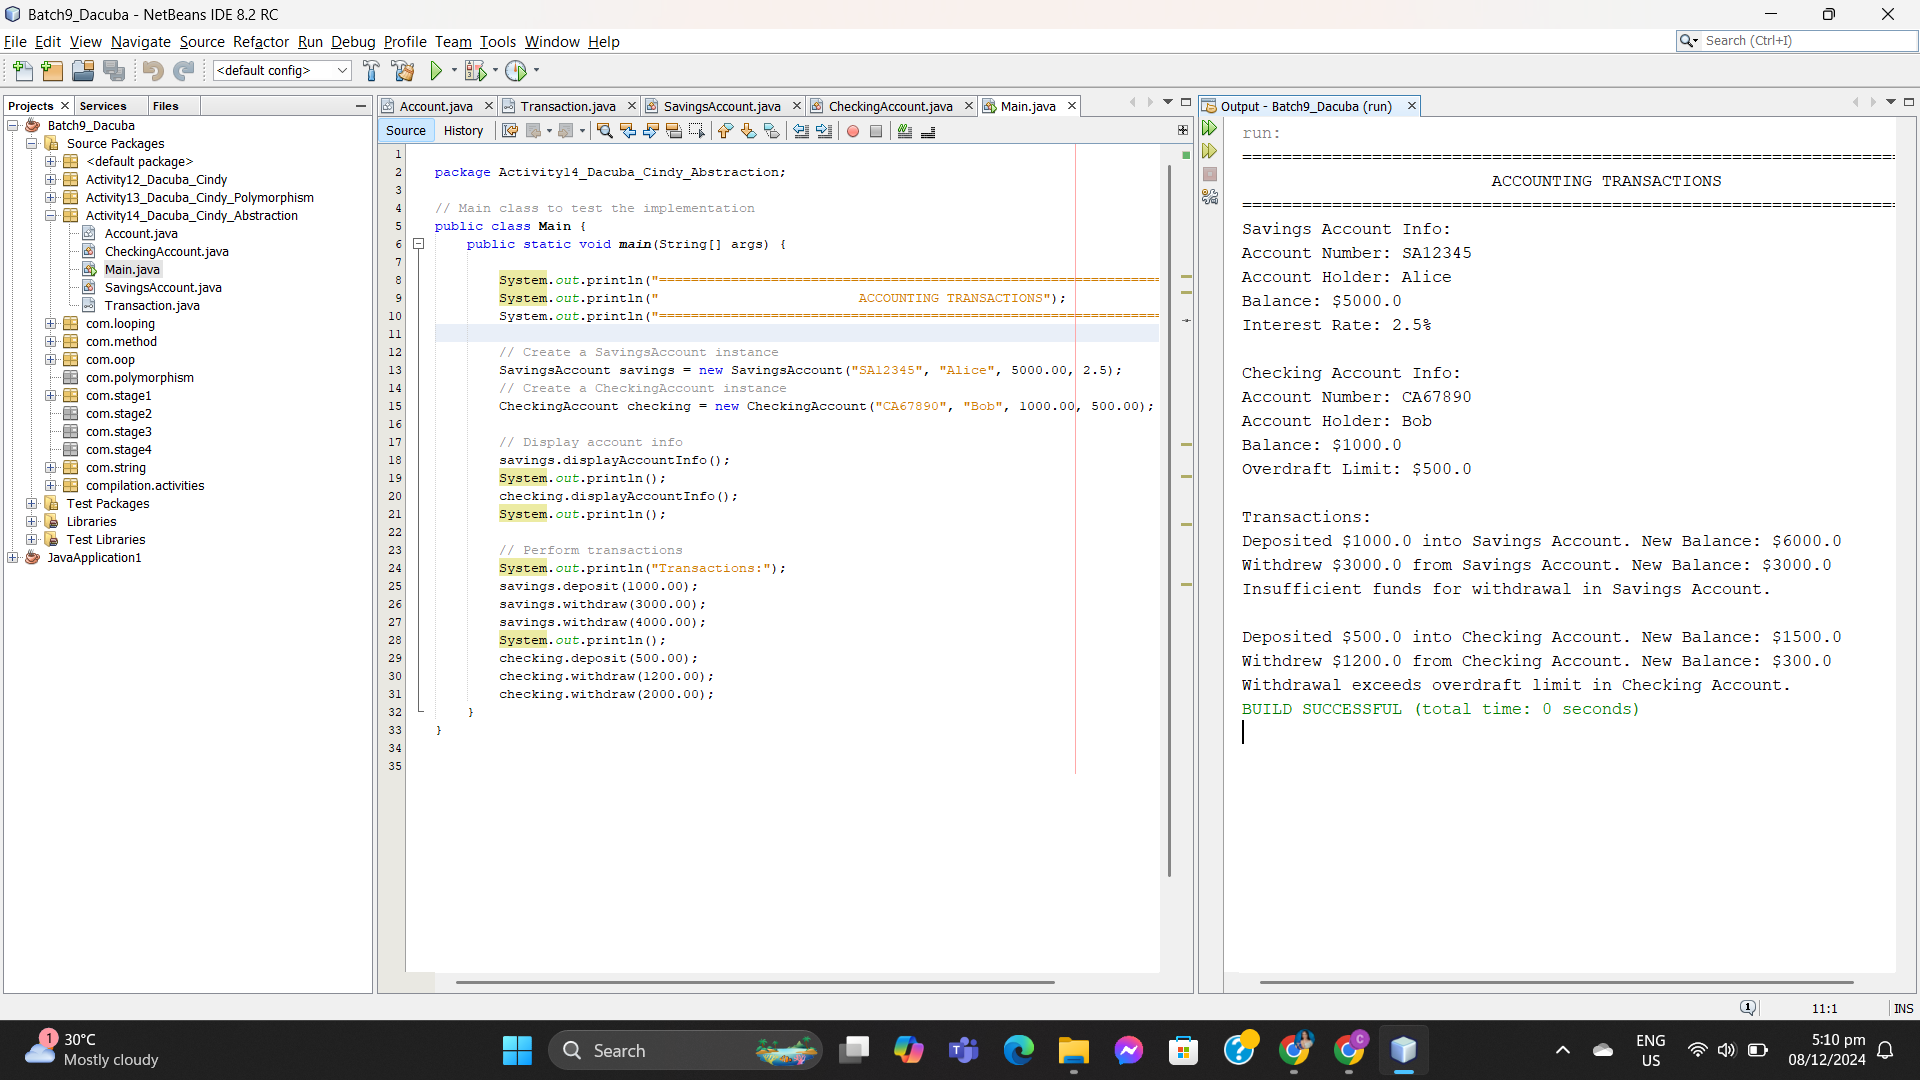 Batch9_Dacuba - NetBeans IDE 8.2 RC
File Edit View Navigate Source Refactor Run Debug Profile Team Tools Window Help
Search (Ctrl+I)
<default config>
Projects Services Files
Batch9_Dacuba
Source Packages
<default package>
Activity12_Dacuba_Cindy
Activity13_Dacuba_Cindy_Polymorphism
Activity14_Dacuba_Cindy_Abstraction
Account.java
CheckingAccount.java
Main.java
SavingsAccount.java
Transaction.java
com.looping
com.method
com.oop
com.polymorphism
com.stage1
com.stage2
com.stage3
com.stage4
com.string
compilation.activities
Test Packages
Libraries
Test Libraries
JavaApplication1
Account.java Transaction.java SavingsAccount.java CheckingAccount.java Main.java
Source History
1
2 package Activity14_Dacuba_Cindy_Abstraction;
3
4 // Main class to test the implementation
5 public class Main {
6 public static void main(String[] args) {
7
8 System.out.println("==============================================================
9 System.out.println(" ACCOUNTING TRANSACTIONS");
10 System.out.println("==============================================================
11
12 // Create a SavingsAccount instance
13 SavingsAccount savings = new SavingsAccount("SA12345", "Alice", 5000.00, 2.5);
14 // Create a CheckingAccount instance
15 CheckingAccount checking = new CheckingAccount("CA67890", "Bob", 1000.00, 500.00);
16
17 // Display account info
18 savings.displayAccountInfo();
19 System.out.println();
20 checking.displayAccountInfo();
21 System.out.println();
22
23 // Perform transactions
24 System.out.println("Transactions:");
25 savings.deposit(1000.00);
26 savings.withdraw(3000.00);
27 savings.withdraw(4000.00);
28 System.out.println();
29 checking.deposit(500.00);
30 checking.withdraw(1200.00);
31 checking.withdraw(2000.00);
32 }
33 }
34
35
Output - Batch9_Dacuba (run)
run:
=================================================================
ACCOUNTING TRANSACTIONS
=================================================================
Savings Account Info:
Account Number: SA12345
Account Holder: Alice
Balance: $5000.0
Interest Rate: 2.5%
Checking Account Info:
Account Number: CA67890
Account Holder: Bob
Balance: $1000.0
Overdraft Limit: $500.0
Transactions:
Deposited $1000.0 into Savings Account. New Balance: $6000.0
Withdrew $3000.0 from Savings Account. New Balance: $3000.0
Insufficient funds for withdrawal in Savings Account.
Deposited $500.0 into Checking Account. New Balance: $1500.0
Withdrew $1200.0 from Checking Account. New Balance: $300.0
Withdrawal exceeds overdraft limit in Checking Account.
BUILD SUCCESSFUL (total time: 0 seconds)
1 11:1 INS
1
30°C
Mostly cloudy
Search
ENG
US
5:10 pm
08/12/2024